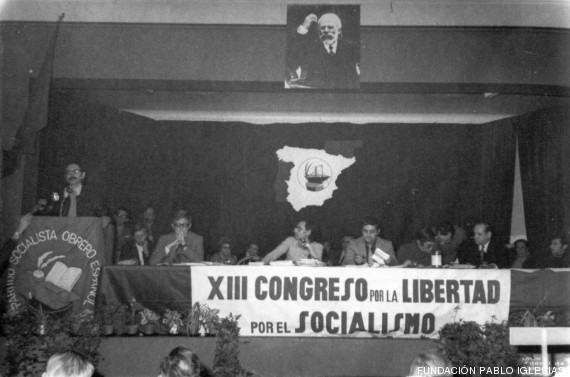 PARTIDO SOCIALISTA OBRERO ESPAÑOL
XIII CONGRESO POR LA LIBERTAD
POR EL SOCIALISMO
FUNDACIÓN PABLO IGLESIAS